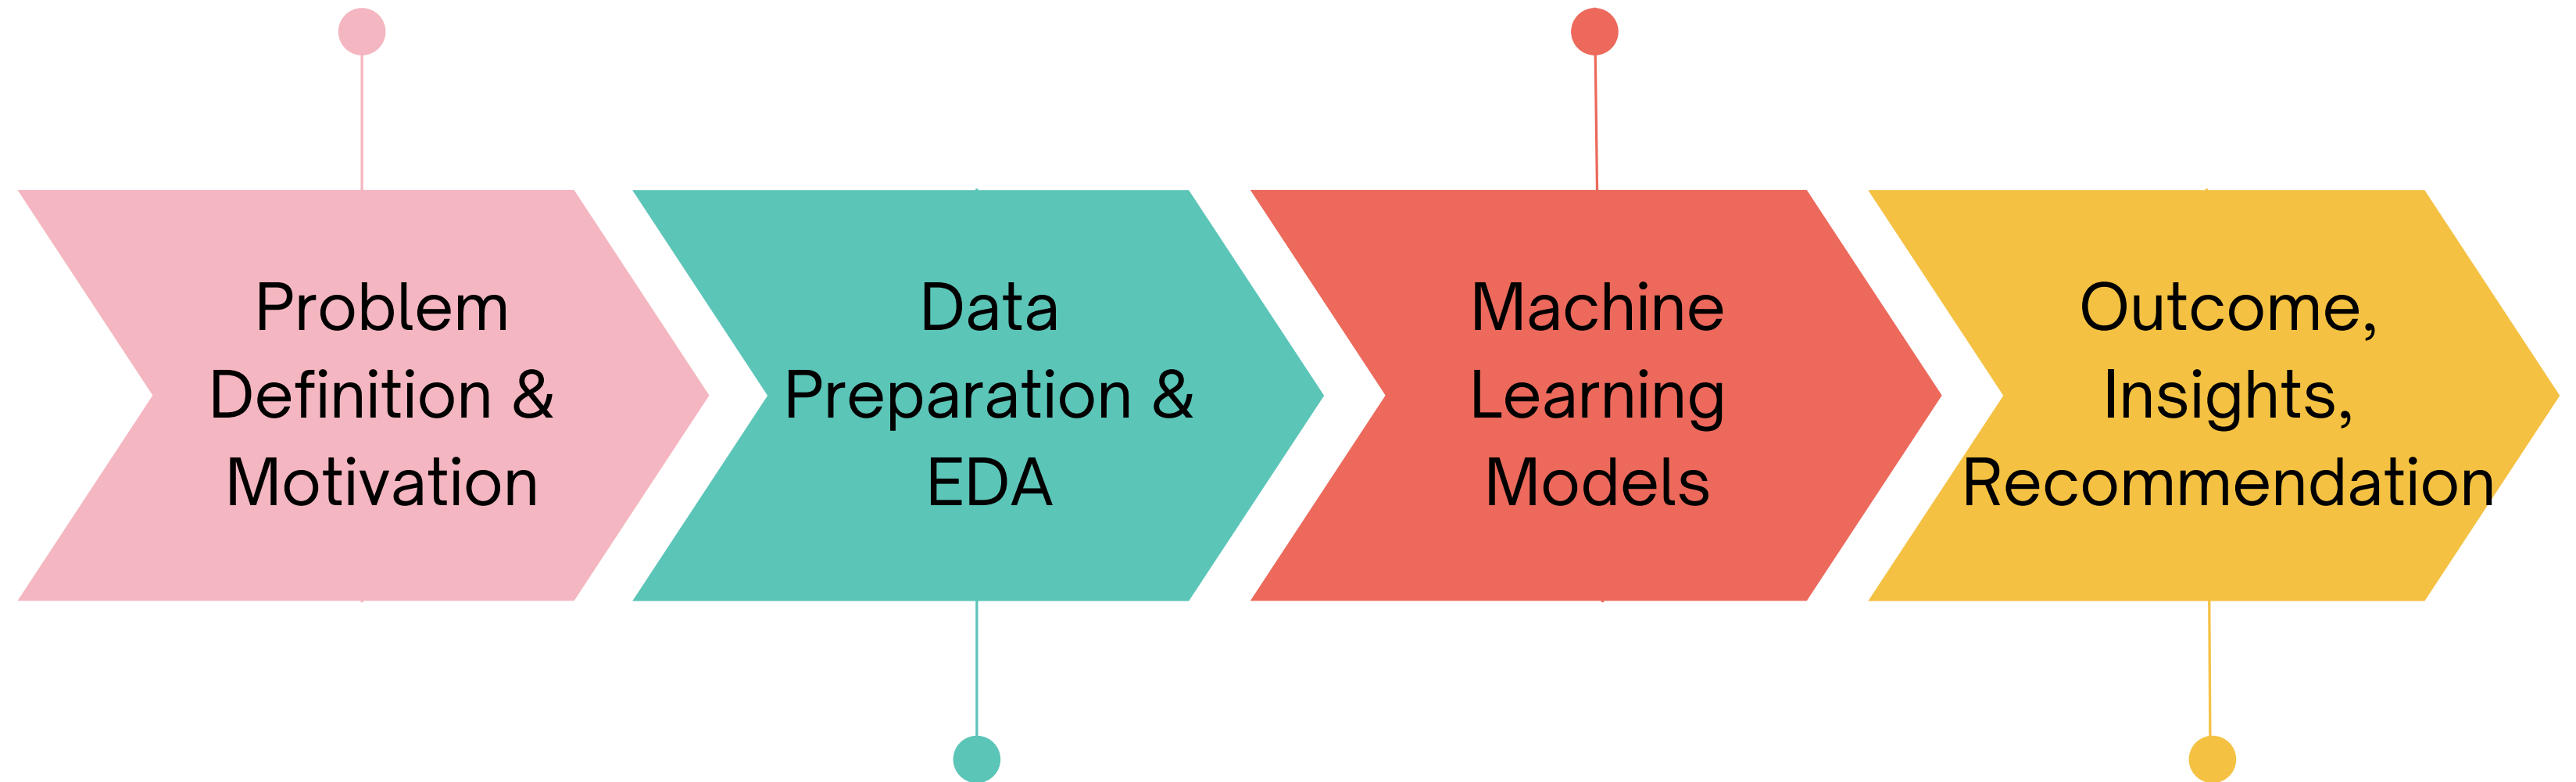 Problem
Definition &
Motivation
Data
Preparation &
EDA
Machine
Learning
Models
Outcome,
Insights,
Recommendation